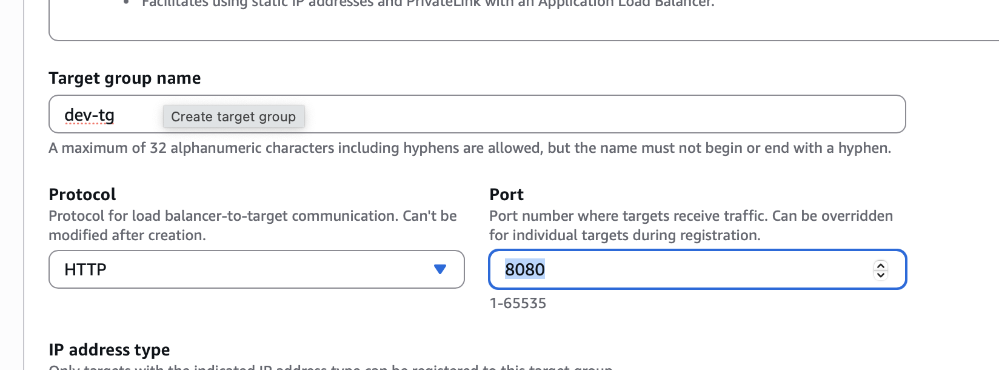 Facilitates using static IP addresses and PrivateLink with an Application Load Balancer.
Target group name
dev-tg
Create target group
A maximum of 32 alphanumeric characters including hyphens are allowed, but the name must not begin or end with a hyphen.
Protocol
Protocol for load balancer-to-target communication. Can't be
modified after creation.
HTTP
Port
Port number where targets receive traffic. Can be overridden
for individual targets during registration.
8080
1-65535
IP address type
Only targets with the indicated IP address type can be registered to this target group.